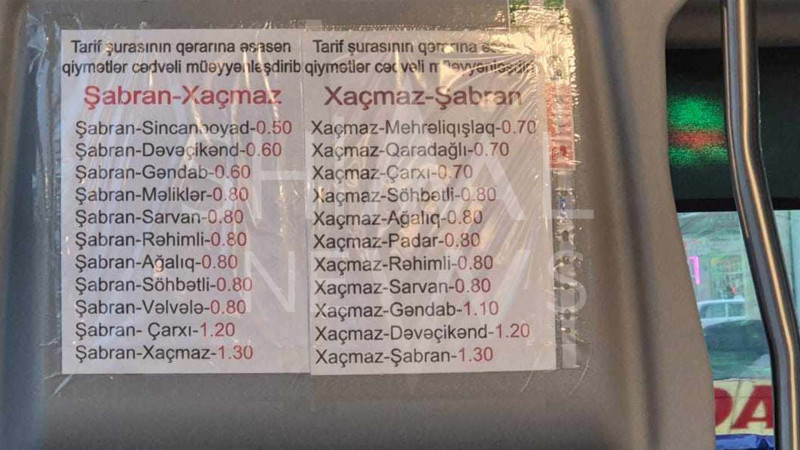 Tarif şurasının qərarına əsasən
qiymətlər cədvəli müəyyənləşdirib
Şabran-Xaçmaz
Şabran-Sincanboyad-0.50
Şabran-Dəvəçikənd-0.60
Şabran-Gəndab-0.60
Şabran-Məliklər-0.80
Şabran-Sarvan-0.80
Şabran-Rəhimli-0.80
Şabran-Ağalıq-0.80
Şabran-Söhbətli-0.80
Şabran-Vəlvələ-0.80
Şabran- Çarxı-1.20
Şabran-Xaçmaz-1.30
Tarif şurasının qərarına əsasən
qiymətlər cədvəli müəyyənləşdirib
Xaçmaz-Şabran
Xaçmaz-Mehrəliqışlaq-0.70
Xaçmaz-Qaradağlı-0.70
Xaçmaz-Çarxı-0.70
Xaçmaz-Söhbətli-0.80
Xaçmaz-Ağalıq-0.80
Xaçmaz-Padar-0.80
Xaçmaz-Rəhimli-0.80
Xaçmaz-Sarvan-0.80
Xaçmaz-Gəndab-1.10
Xaçmaz-Dəvəçikənd-1.20
Xaçmaz-Şabran-1.30
NEWS